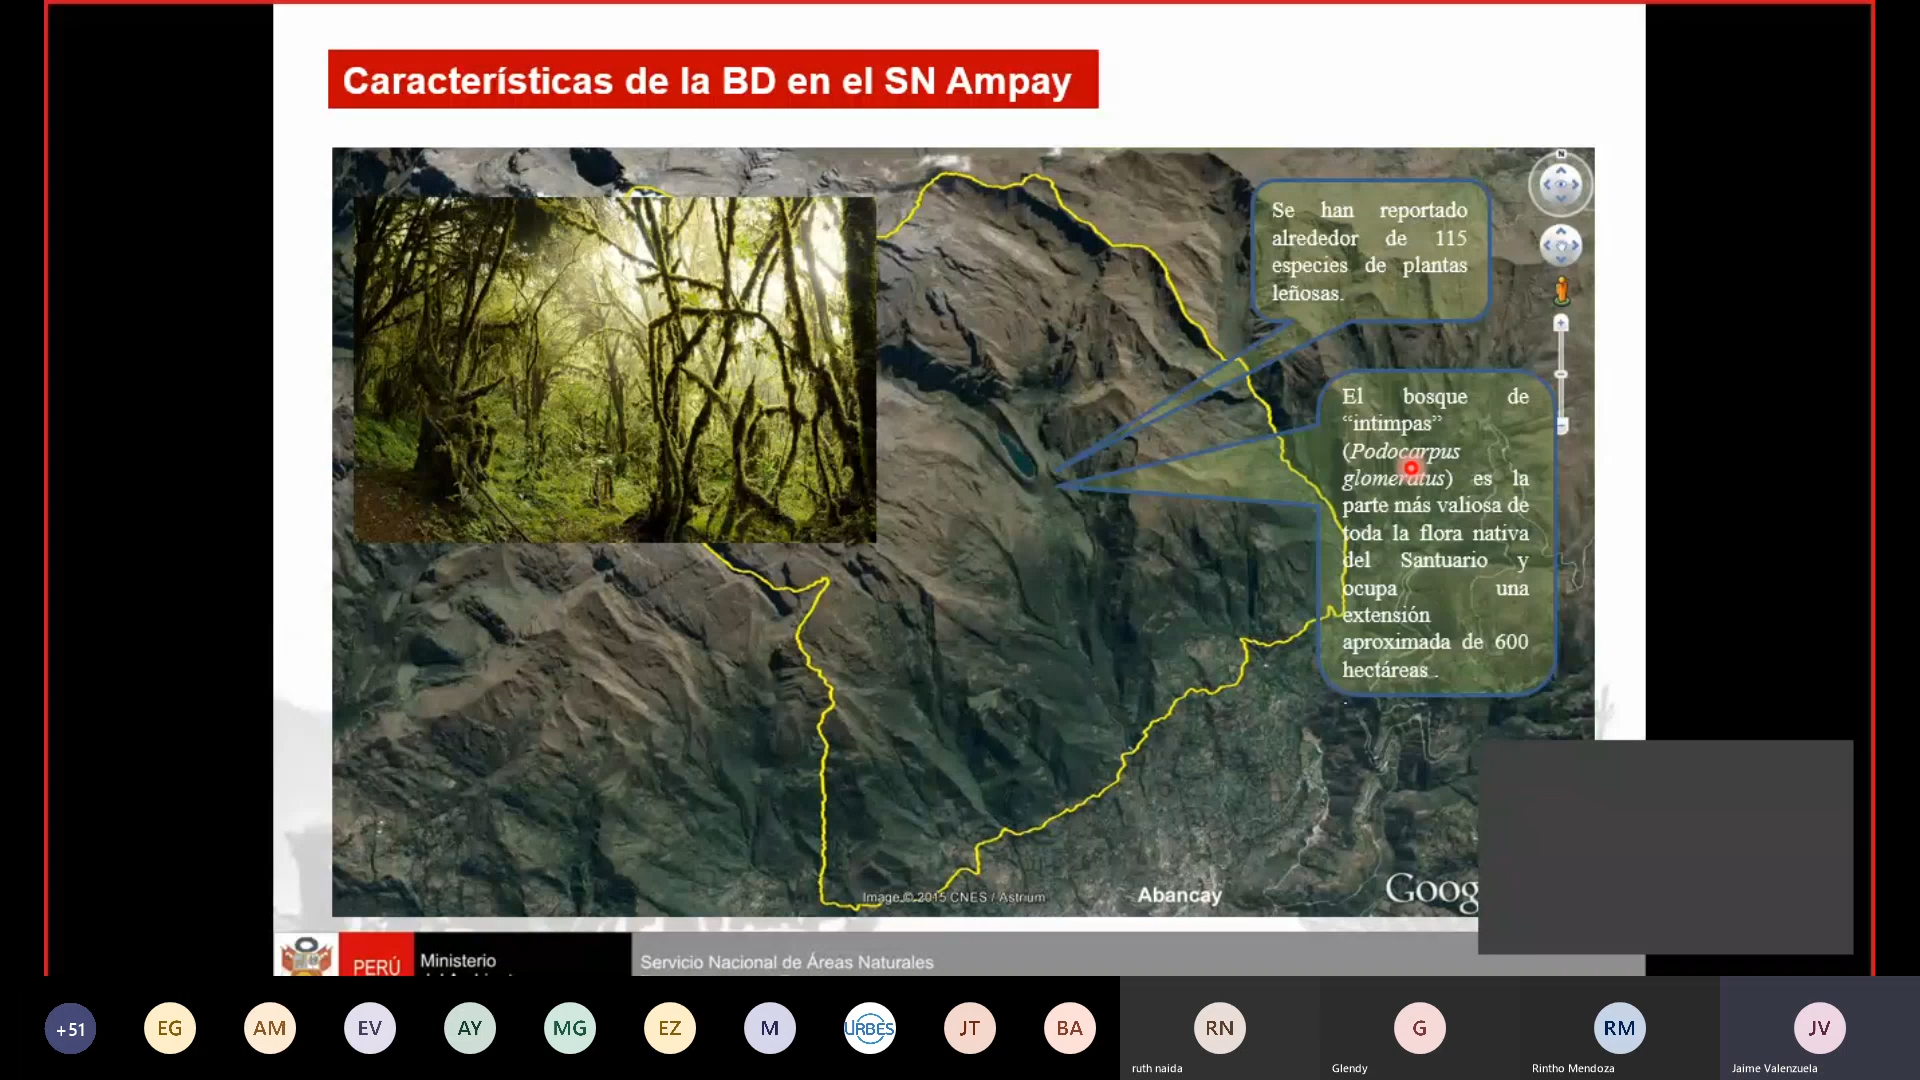 Características de la BD en el SN Ampay
N
Se han reportado
alrededor de 115
especies de plantas
leñosas.
El bosque de
“intimpas”
(Podocarpus
glomeratus) es la
parte más valiosa de
toda la flora nativa
del Santuario y
ocupa una
extensión
aproximada de 600
hectáreas .
Image © 2015 CNES / Astrium
Abancay
Goog
PERÚ
Ministerio
Servicio Nacional de Áreas Naturales
+51
EG
AM
EV
AY
MG
EZ
M
URBES
JT
BA
RN
G
RM
JV
ruth naida
Glendy
Rintho Mendoza
Jaime Valenzuela